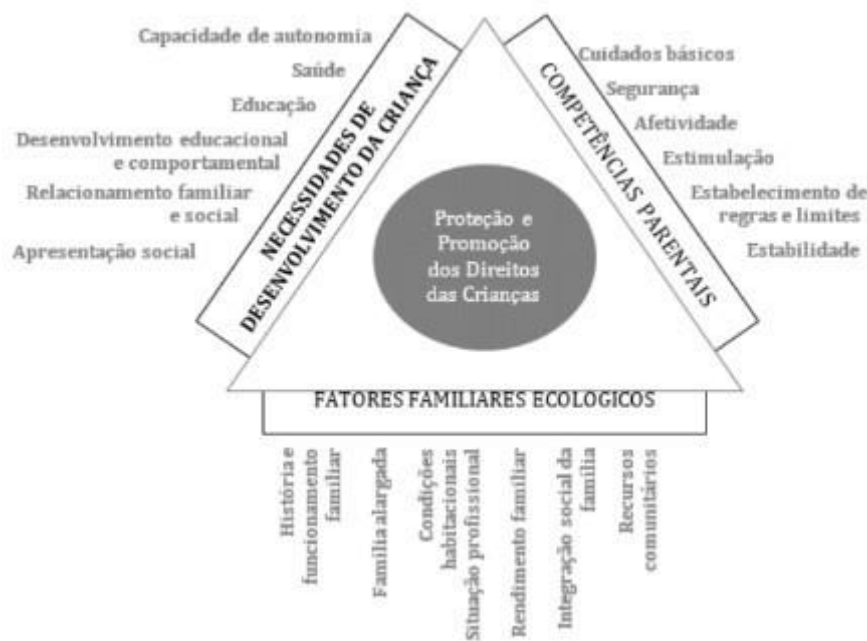 Capacidade de autonomia
Saúde
Educação
Desenvolvimento educacional
e comportamental
Relacionamento familiar
e social
Apresentação social
NECESSIDADES DE
DESENVOLVIMENTO DA CRIANÇA
COMPETÊNCIAS PARENTAIS
Cuidados básicos
Segurança
Afetividade
Estimulação
Estabelecimento de
regras e limites
Estabilidade
Proteção e
Promoção
dos Direitos
das Crianças
FATORES FAMILIARES ECOLOGICOS
História e
funcionamento
familiar
Familia alargada
Condições
habitacionais
Situação profissional
Rendimento familiar
Integração social da
familia
Recursos
comunitários